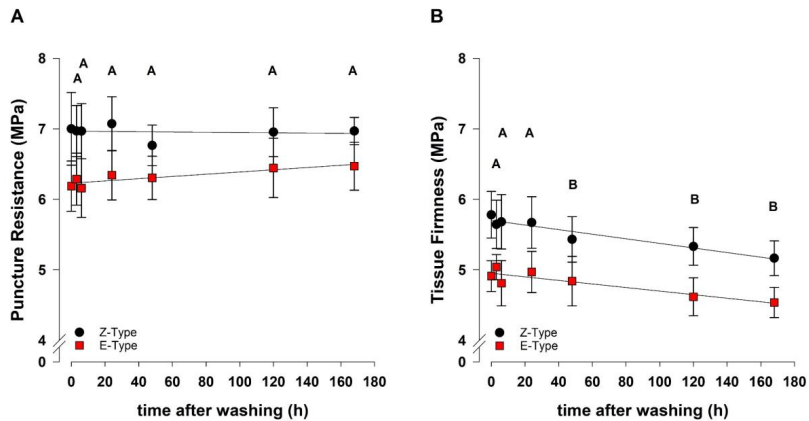 A
A A A A A A
8
7
6
5
4
0
Puncture Resistance (MPa)
Z-Type
E-Type
0 20 40 60 80 100 120 140 160 180
time after washing (h)
B
A A A B B B
8
7
6
5
4
0
Tissue Firmness (MPa)
Z-Type
E-Type
0 20 40 60 80 100 120 140 160 180
time after washing (h)